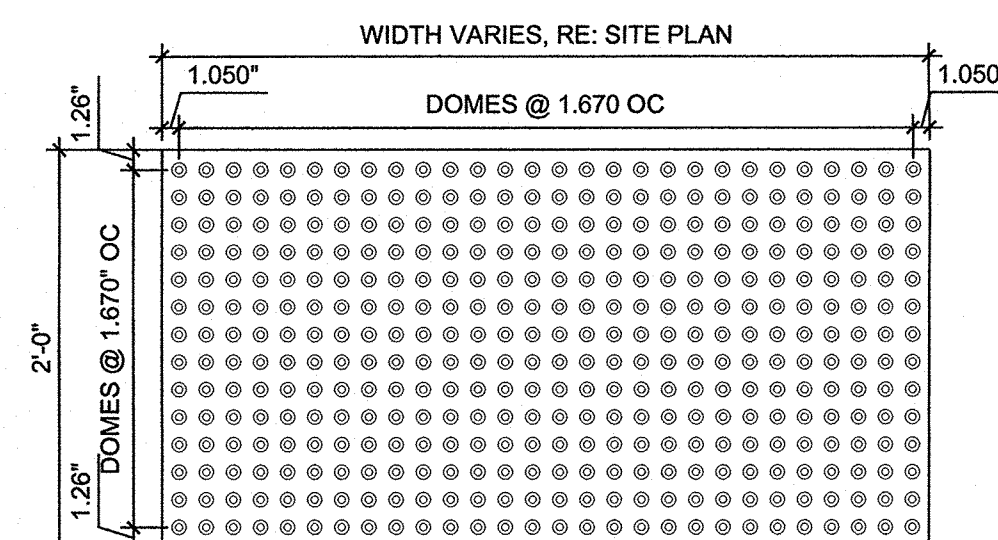 WIDTH VARIES, RE: SITE PLAN
1.050"
1.050
DOMES @ 1.670 OC
1.26"
DOMES @ 1.670" OC
2'-0"
1.26"